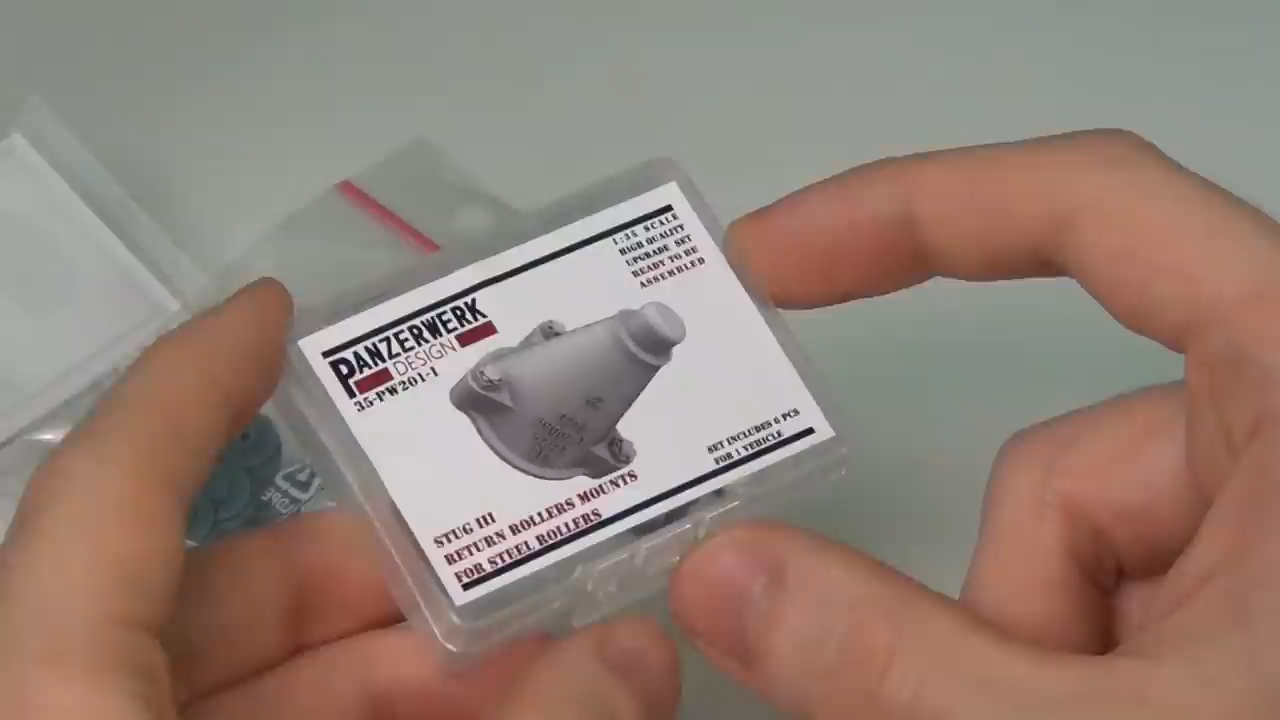 PANZERWERK
DESIGN
35-PW201-1
1:35 SCALE
HIGH QUALITY
UPGRADE SET
READY TO BE
ASSEMBLED
SET INCLUDES 6 PCS
FOR 1 VEHICLE
STUG III
RETURN ROLLERS MOUNTS
FOR STEEL ROLLERS